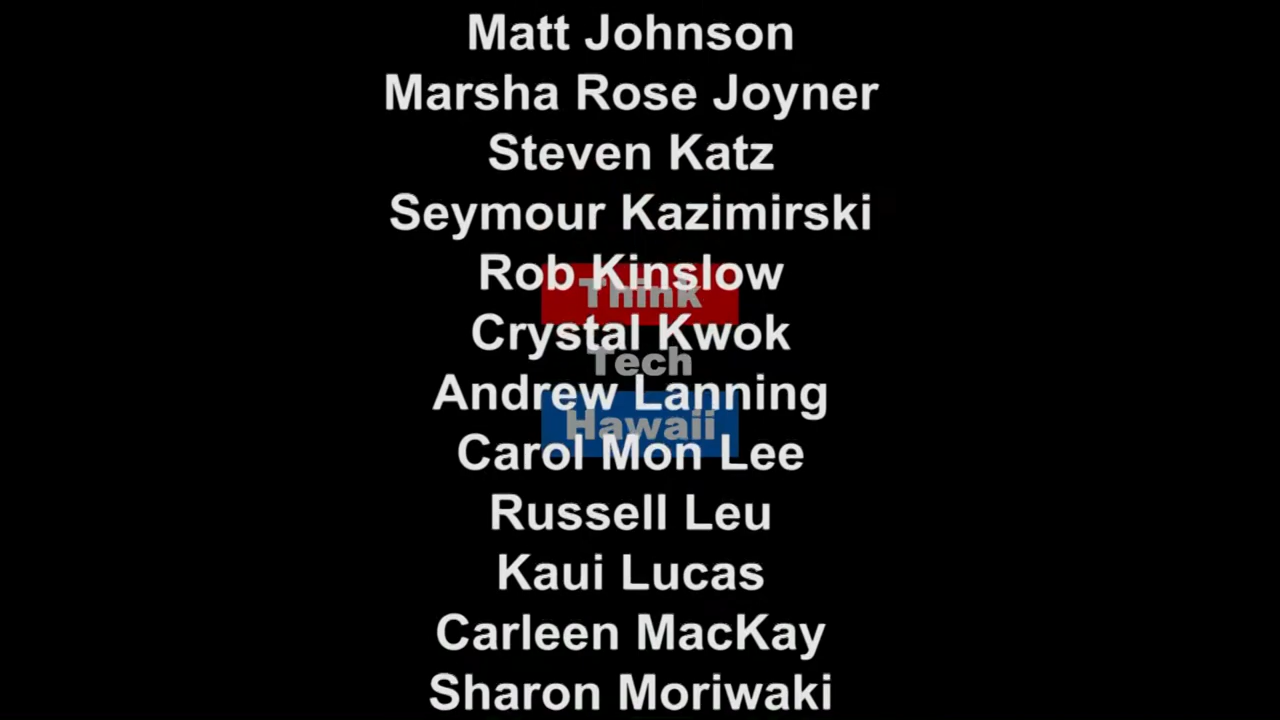 Matt Johnson
Marsha Rose Joyner
Steven Katz
Seymour Kazimirski
Rob Kinslow
Think
Crystal Kwok
Tech
Andrew Lanning
Hawaii
Carol Mon Lee
Russell Leu
Kaui Lucas
Carleen MacKay
Sharon Moriwaki